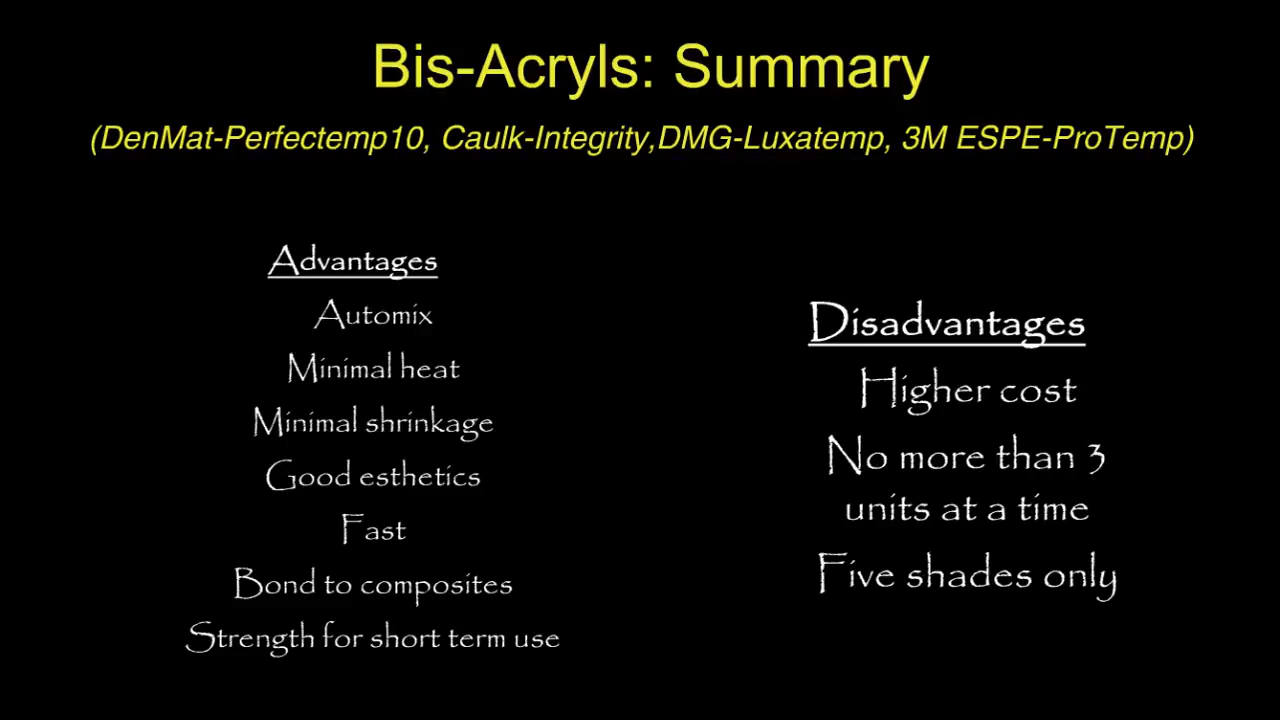 Bis-Acryls: Summary
(DenMat-Perfectemp10, Caulk-Integrity,DMG-Luxatemp, 3M ESPE-ProTemp)
Advantages
Automix
Minimal heat
Minimal shrinkage
Good esthetics
Fast
Bond to composites
Strength for short term use
Disadvantages
Higher cost
No more than 3
units at a time
Five shades only